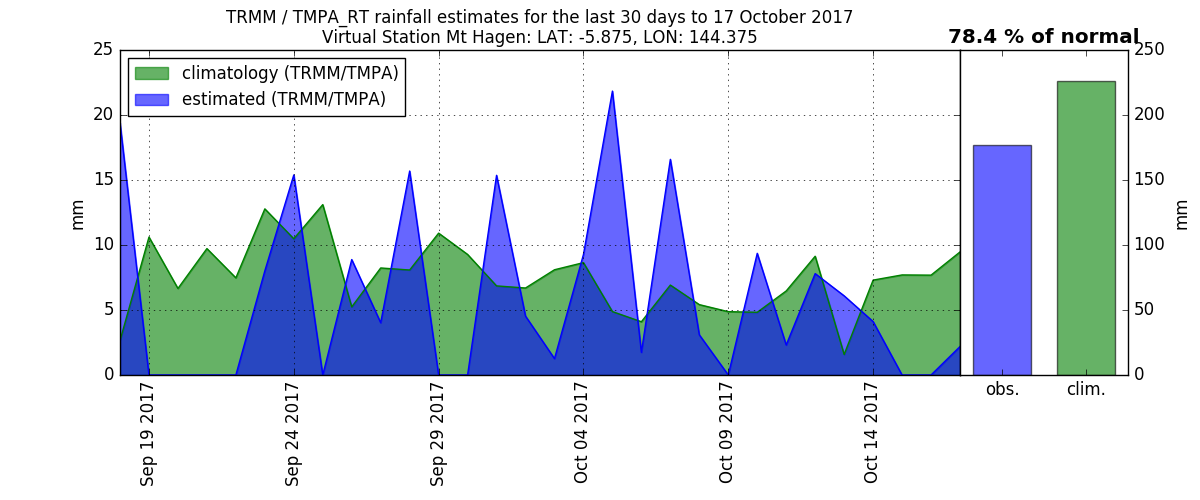 TRMM / TMPA_RT rainfall estimates for the last 30 days to 17 October 2017
Virtual Station Mt Hagen: LAT: -5.875, LON: 144.375
78.4 % of normal
climatology (TRMM/TMPA)
estimated (TRMM/TMPA)
25
20
15
10
5
0
mm
Sep 19 2017
Sep 24 2017
Sep 29 2017
Oct 04 2017
Oct 09 2017
Oct 14 2017
obs.
clim.
250
200
150
100
50
0
mm